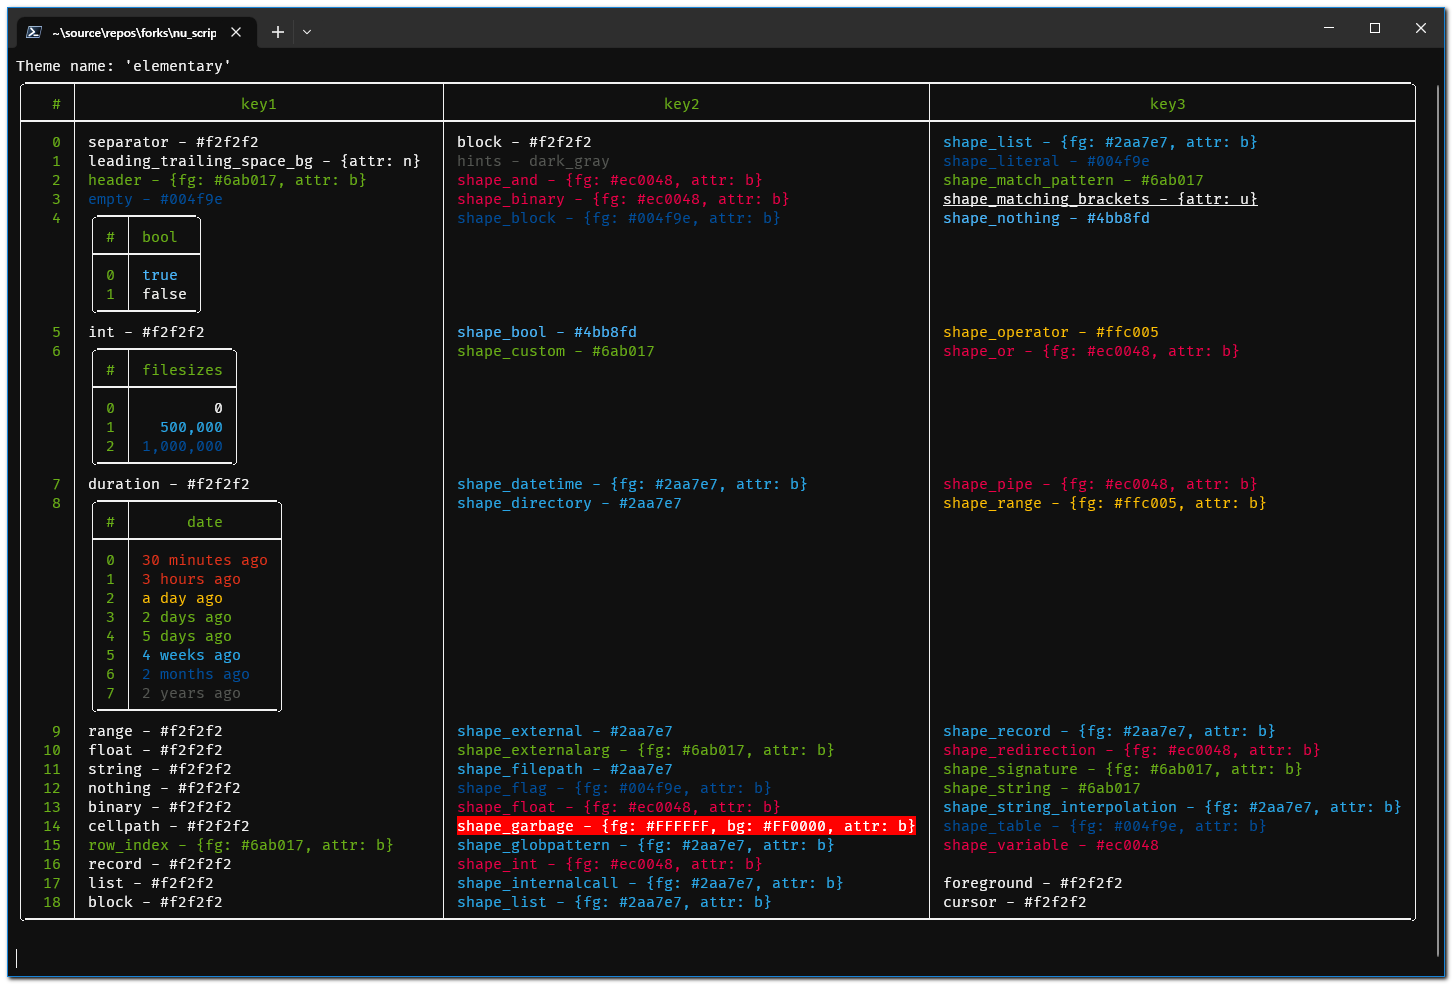 ~\source\repos\forks\nu_scrip
Theme name: 'elementary'
# key1 key2 key3
0 separator - #f2f2f2 block - #f2f2f2 shape_list - {fg: #2aa7e7, attr: b}
1 leading_trailing_space_bg - {attr: n} hints - dark_gray shape_literal - #004f9e
2 header - {fg: #6ab017, attr: b} shape_and - {fg: #ec0048, attr: b} shape_match_pattern - #6ab017
3 empty - #004f9e shape_binary - {fg: #ec0048, attr: b} shape_matching_brackets - {attr: u}
4 shape_block - {fg: #004f9e, attr: b} shape_nothing - #4bb8fd
# bool
0 true
1 false
5 int - #f2f2f2 shape_bool - #4bb8fd shape_operator - #ffc005
6 shape_custom - #6ab017 shape_or - {fg: #ec0048, attr: b}
# filesizes
0 0
1 500,000
2 1,000,000
7 duration - #f2f2f2 shape_datetime - {fg: #2aa7e7, attr: b} shape_pipe - {fg: #ec0048, attr: b}
8 shape_directory - #2aa7e7 shape_range - {fg: #ffc005, attr: b}
# date
0 30 minutes ago
1 3 hours ago
2 a day ago
3 2 days ago
4 5 days ago
5 4 weeks ago
6 2 months ago
7 2 years ago
9 range - #f2f2f2 shape_external - #2aa7e7 shape_record - {fg: #2aa7e7, attr: b}
10 float - #f2f2f2 shape_externalarg - {fg: #6ab017, attr: b} shape_redirection - {fg: #ec0048, attr: b}
11 string - #f2f2f2 shape_filepath - #2aa7e7 shape_signature - {fg: #6ab017, attr: b}
12 nothing - #f2f2f2 shape_flag - {fg: #004f9e, attr: b} shape_string - #6ab017
13 binary - #f2f2f2 shape_float - {fg: #ec0048, attr: b} shape_string_interpolation - {fg: #2aa7e7, attr: b}
14 cellpath - #f2f2f2 shape_garbage - {fg: #FFFFFF, bg: #FF0000, attr: b} shape_table - {fg: #004f9e, attr: b}
15 row_index - {fg: #6ab017, attr: b} shape_globpattern - {fg: #2aa7e7, attr: b} shape_variable - #ec0048
16 record - #f2f2f2 shape_int - {fg: #ec0048, attr: b}
17 list - #f2f2f2 shape_internalcall - {fg: #2aa7e7, attr: b} foreground - #f2f2f2
18 block - #f2f2f2 shape_list - {fg: #2aa7e7, attr: b} cursor - #f2f2f2